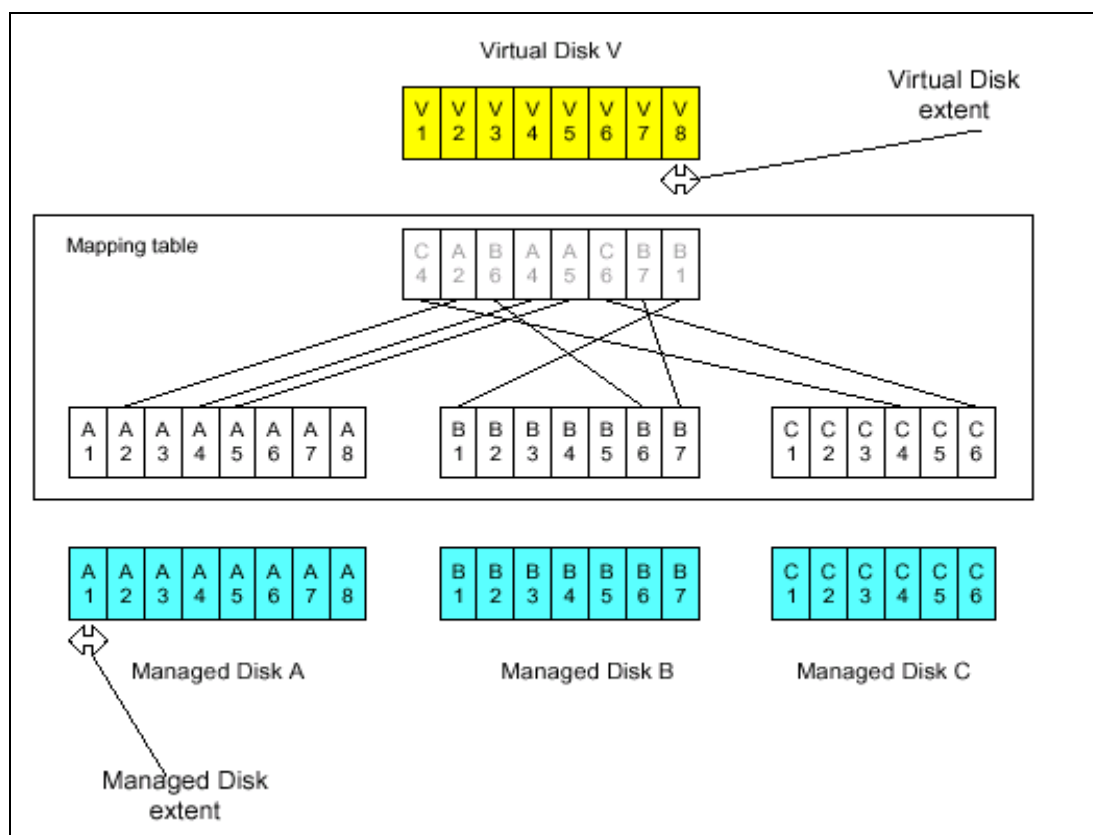 Virtual Disk V
Virtual Disk
extent
V V V V V V V V
1 2 3 4 5 6 7 8
Mapping table
C A B A A C B B
4 2 6 4 5 6 7 1
A A A A A A A A
1 2 3 4 5 6 7 8
B B B B B B B
1 2 3 4 5 6 7
C C C C C C
1 2 3 4 5 6
A A A A A A A A
1 2 3 4 5 6 7 8
B B B B B B B
1 2 3 4 5 6 7
C C C C C C
1 2 3 4 5 6
Managed Disk A
Managed Disk B
Managed Disk C
Managed Disk
extent